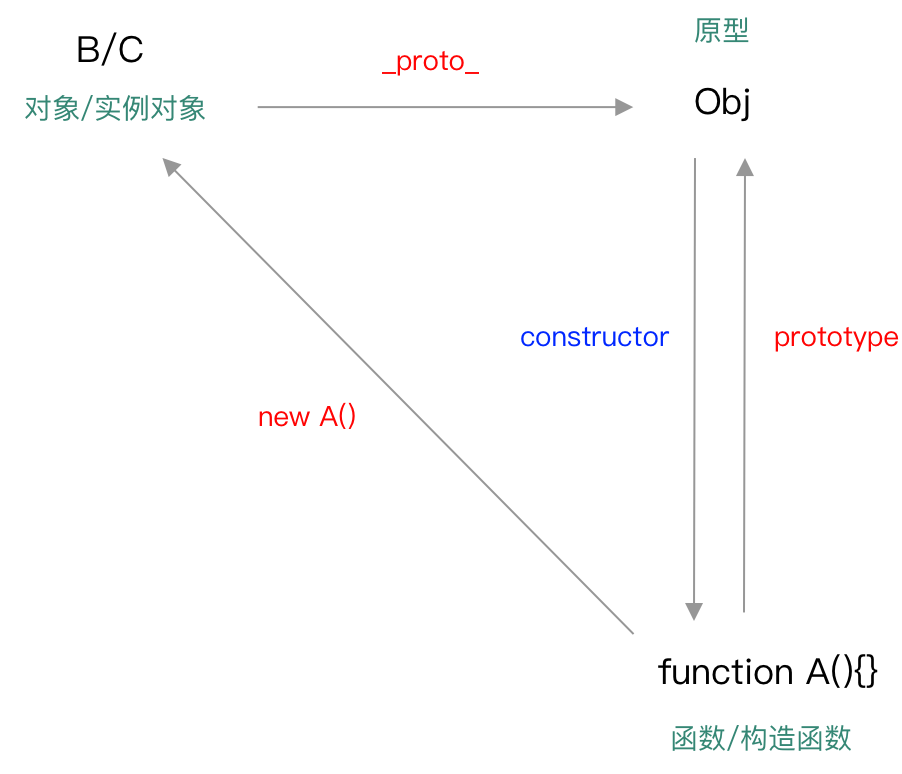 原型
B/C
_proto_
对象/实例对象
Obj
constructor
prototype
new A()
function A(){}
函数/构造函数